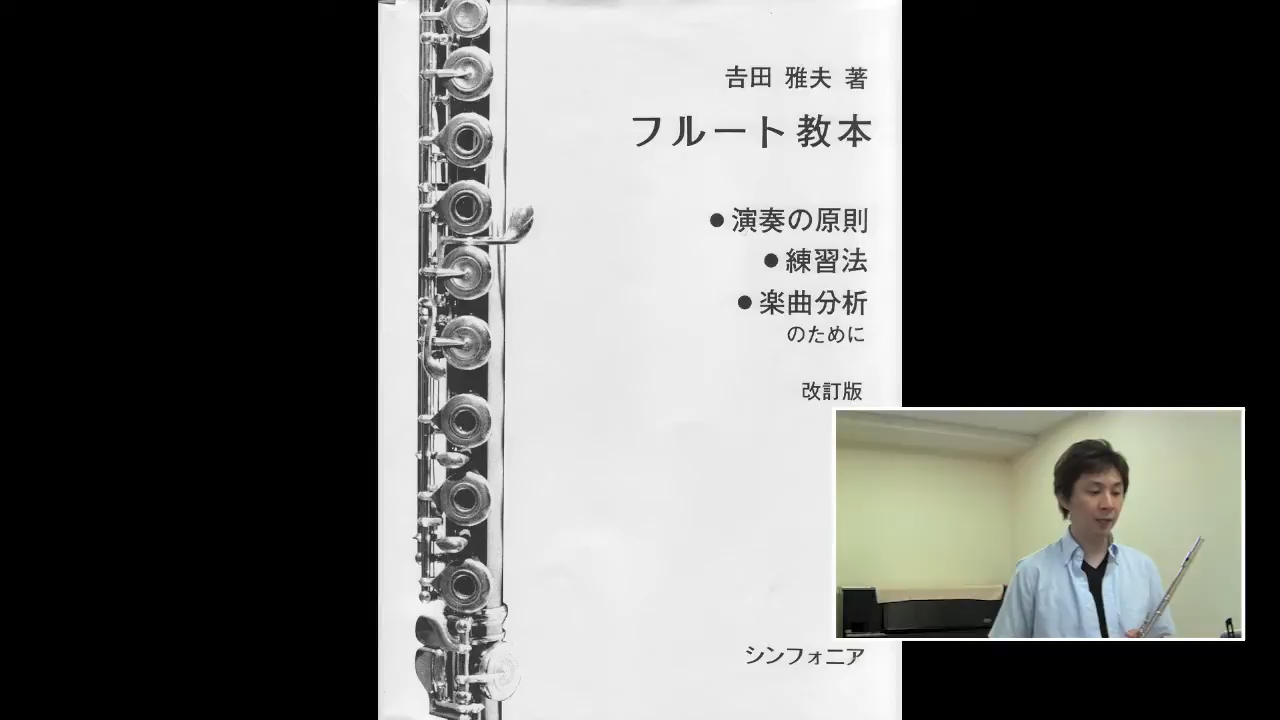 𠮷田 雅夫 著
フルート教本
●演奏の原則
●練習法
●楽曲分析
のために
改訂版
シンフォニア